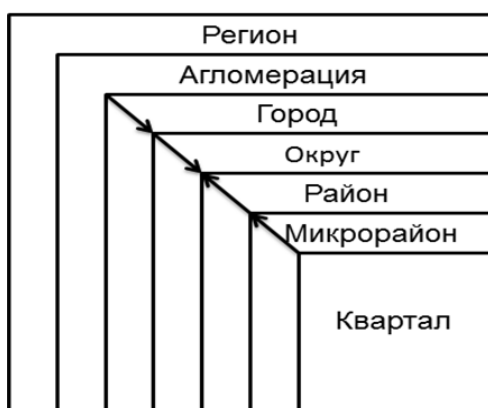 Регион
Агломерация
Город
Округ
Район
Микрорайон
Квартал